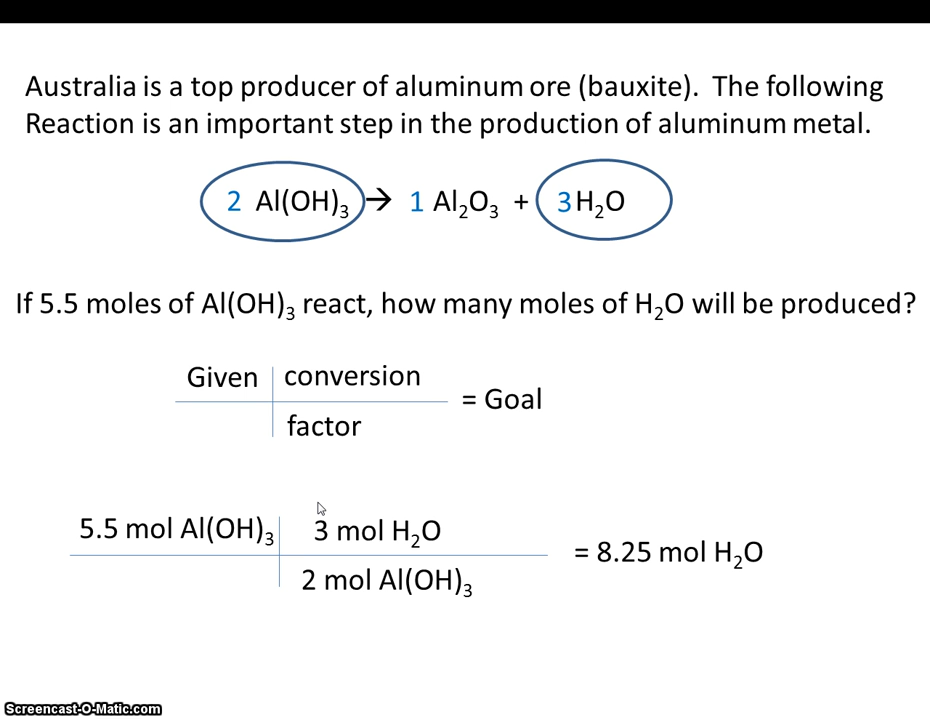 Australia is a top producer of aluminum ore (bauxite). The following
Reaction is an important step in the production of aluminum metal.
2 Al(OH)₃ → 1 Al₂O₃ + 3 H₂O
If 5.5 moles of Al(OH)₃ react, how many moles of H₂O will be produced?
Given conversion
= Goal
factor
5.5 mol Al(OH)₃ 3 mol H₂O
= 8.25 mol H₂O
2 mol Al(OH)₃
Screencast-O-Matic.com